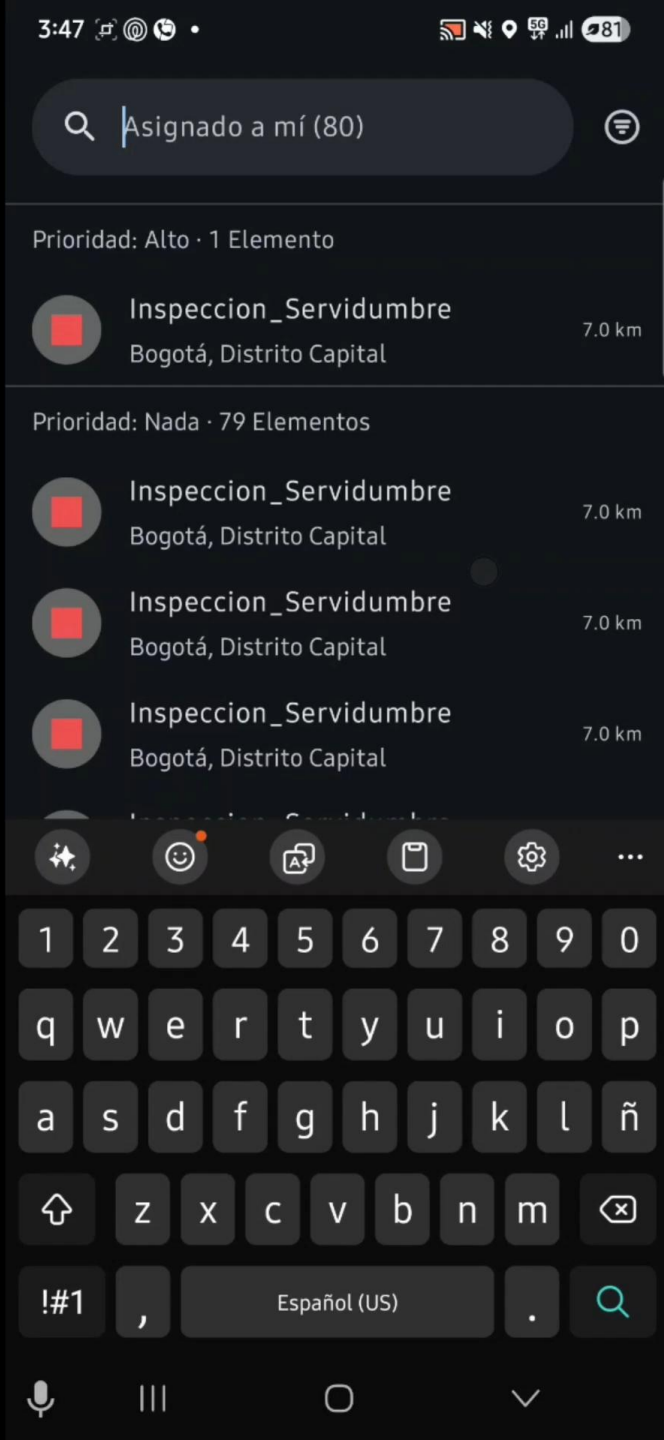 3:47
5G
81
Asignado a mí (80)
Prioridad: Alto · 1 Elemento
Inspeccion_Servidumbre
7.0 km
Bogotá, Distrito Capital
Prioridad: Nada · 79 Elementos
Inspeccion_Servidumbre
7.0 km
Bogotá, Distrito Capital
Inspeccion_Servidumbre
7.0 km
Bogotá, Distrito Capital
Inspeccion_Servidumbre
7.0 km
Bogotá, Distrito Capital
1 2 3 4 5 6 7 8 9 0
q w e r t y u i o p
a s d f g h j k l ñ
z x c v b n m
!#1 , Español (US) .